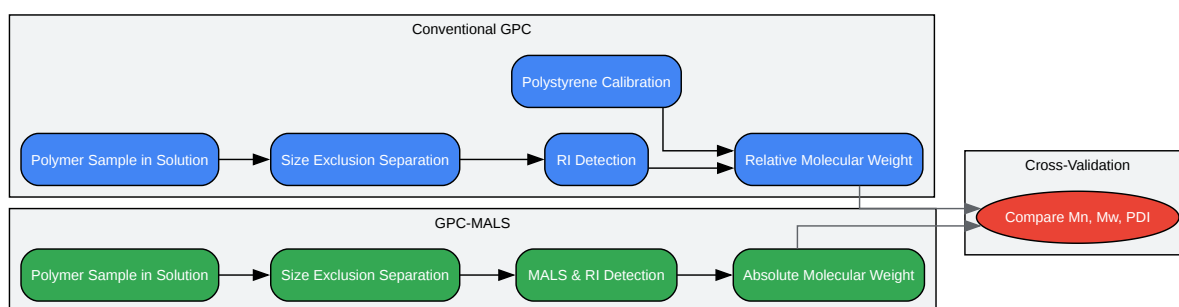 Conventional GPC
Polystyrene Calibration
Polymer Sample in Solution
Size Exclusion Separation
RI Detection
Relative Molecular Weight
Cross-Validation
Compare Mn, Mw, PDI
GPC-MALS
Polymer Sample in Solution
Size Exclusion Separation
MALS & RI Detection
Absolute Molecular Weight